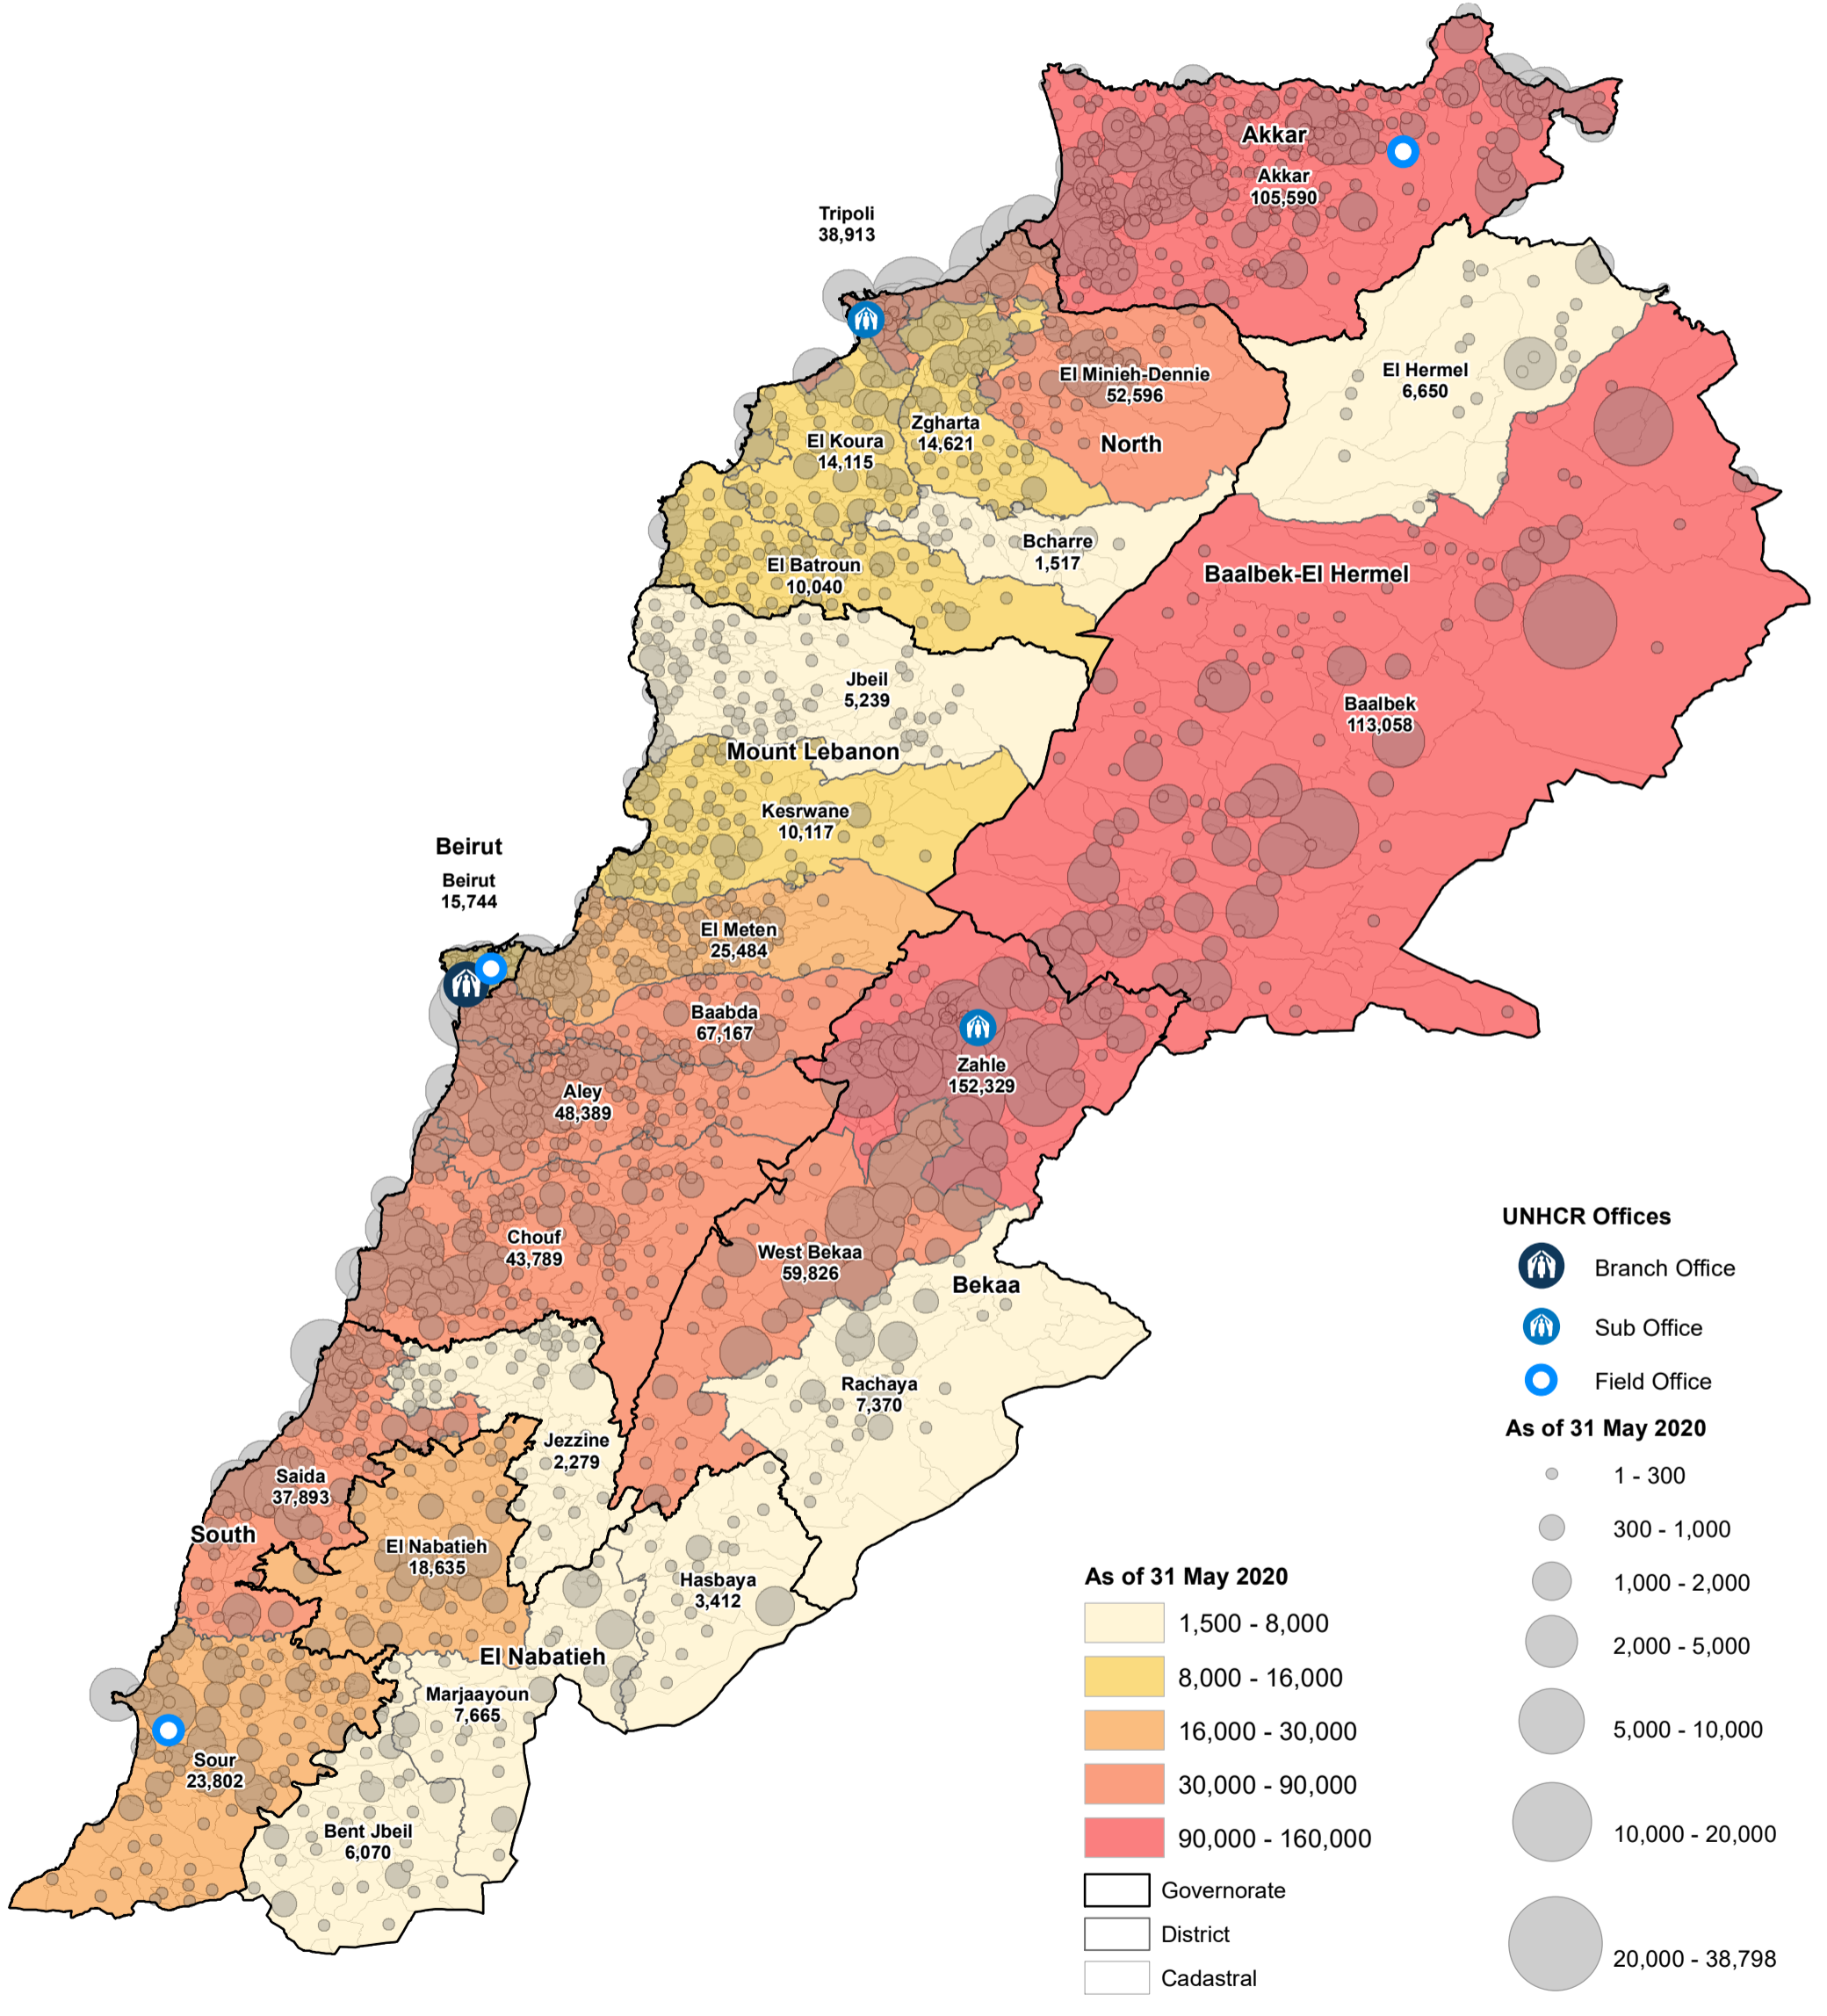 Akkar
Akkar
105,590
Tripoli
38,913
El Hermel
6,650
El Minieh-Dennie
52,596
Zgharta
14,621
El Koura
14,115
North
Bcharre
1,517
El Batroun
10,040
Baalbek-El Hermel
Jbeil
5,239
Baalbek
113,058
Mount Lebanon
Kesrwane
10,117
Beirut
Beirut
15,744
El Meten
25,484
Baabda
67,167
Zahle
152,329
Aley
48,389
Chouf
43,789
West Bekaa
59,826
Bekaa
Rachaya
7,370
Jezzine
2,279
Saida
37,893
South
El Nabatieh
18,635
Hasbaya
3,412
El Nabatieh
Marjaayoun
7,665
Sour
23,802
Bent Jbeil
6,070
UNHCR Offices
Branch Office
Sub Office
Field Office
As of 31 May 2020
1 - 300
300 - 1,000
1,000 - 2,000
2,000 - 5,000
5,000 - 10,000
10,000 - 20,000
20,000 - 38,798
As of 31 May 2020
1,500 - 8,000
8,000 - 16,000
16,000 - 30,000
30,000 - 90,000
90,000 - 160,000
Governorate
District
Cadastral